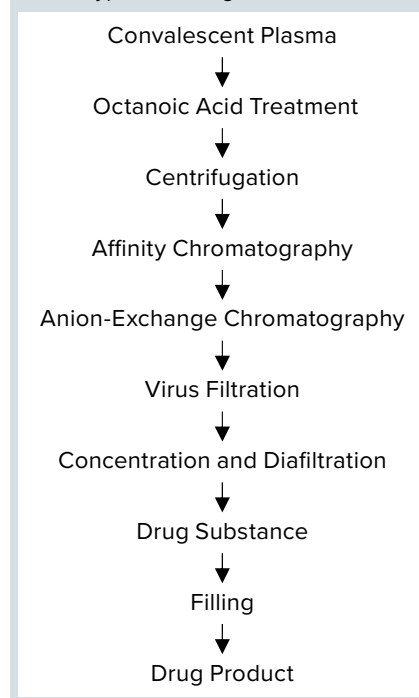 Convalescent Plasma
Octanoic Acid Treatment
Centrifugation
Affinity Chromatography
Anion-Exchange Chromatography
Virus Filtration
Concentration and Diafiltration
Drug Substance
Filling
Drug Product